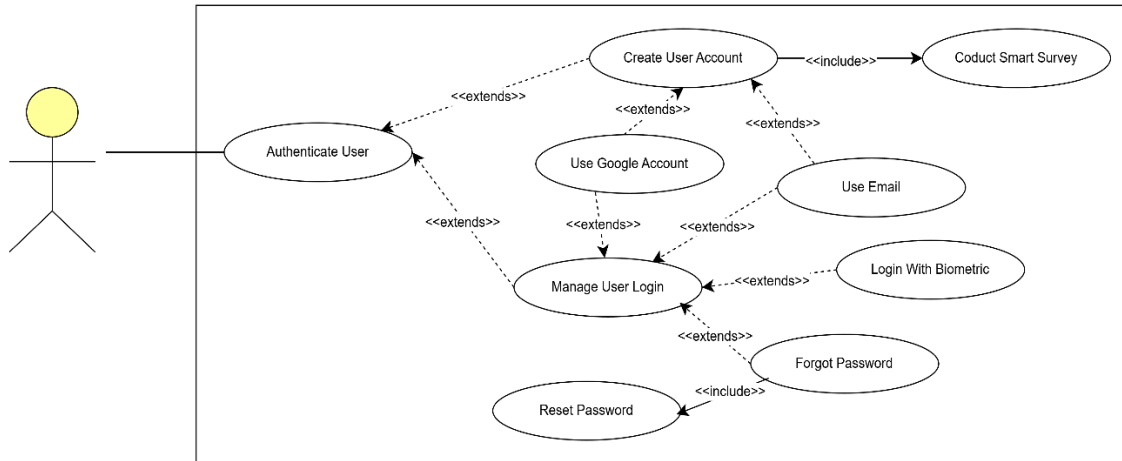 Create User Account
<<include>>
Coduct Smart Survey
<<extends>>
<<extends>>
<<extends>>
Authenticate User
Use Google Account
Use Email
<<extends>>
<<extends>>
<<extends>>
Login With Biometric
<<extends>>
Manage User Login
<<extends>>
Forgot Password
<<include>>
Reset Password